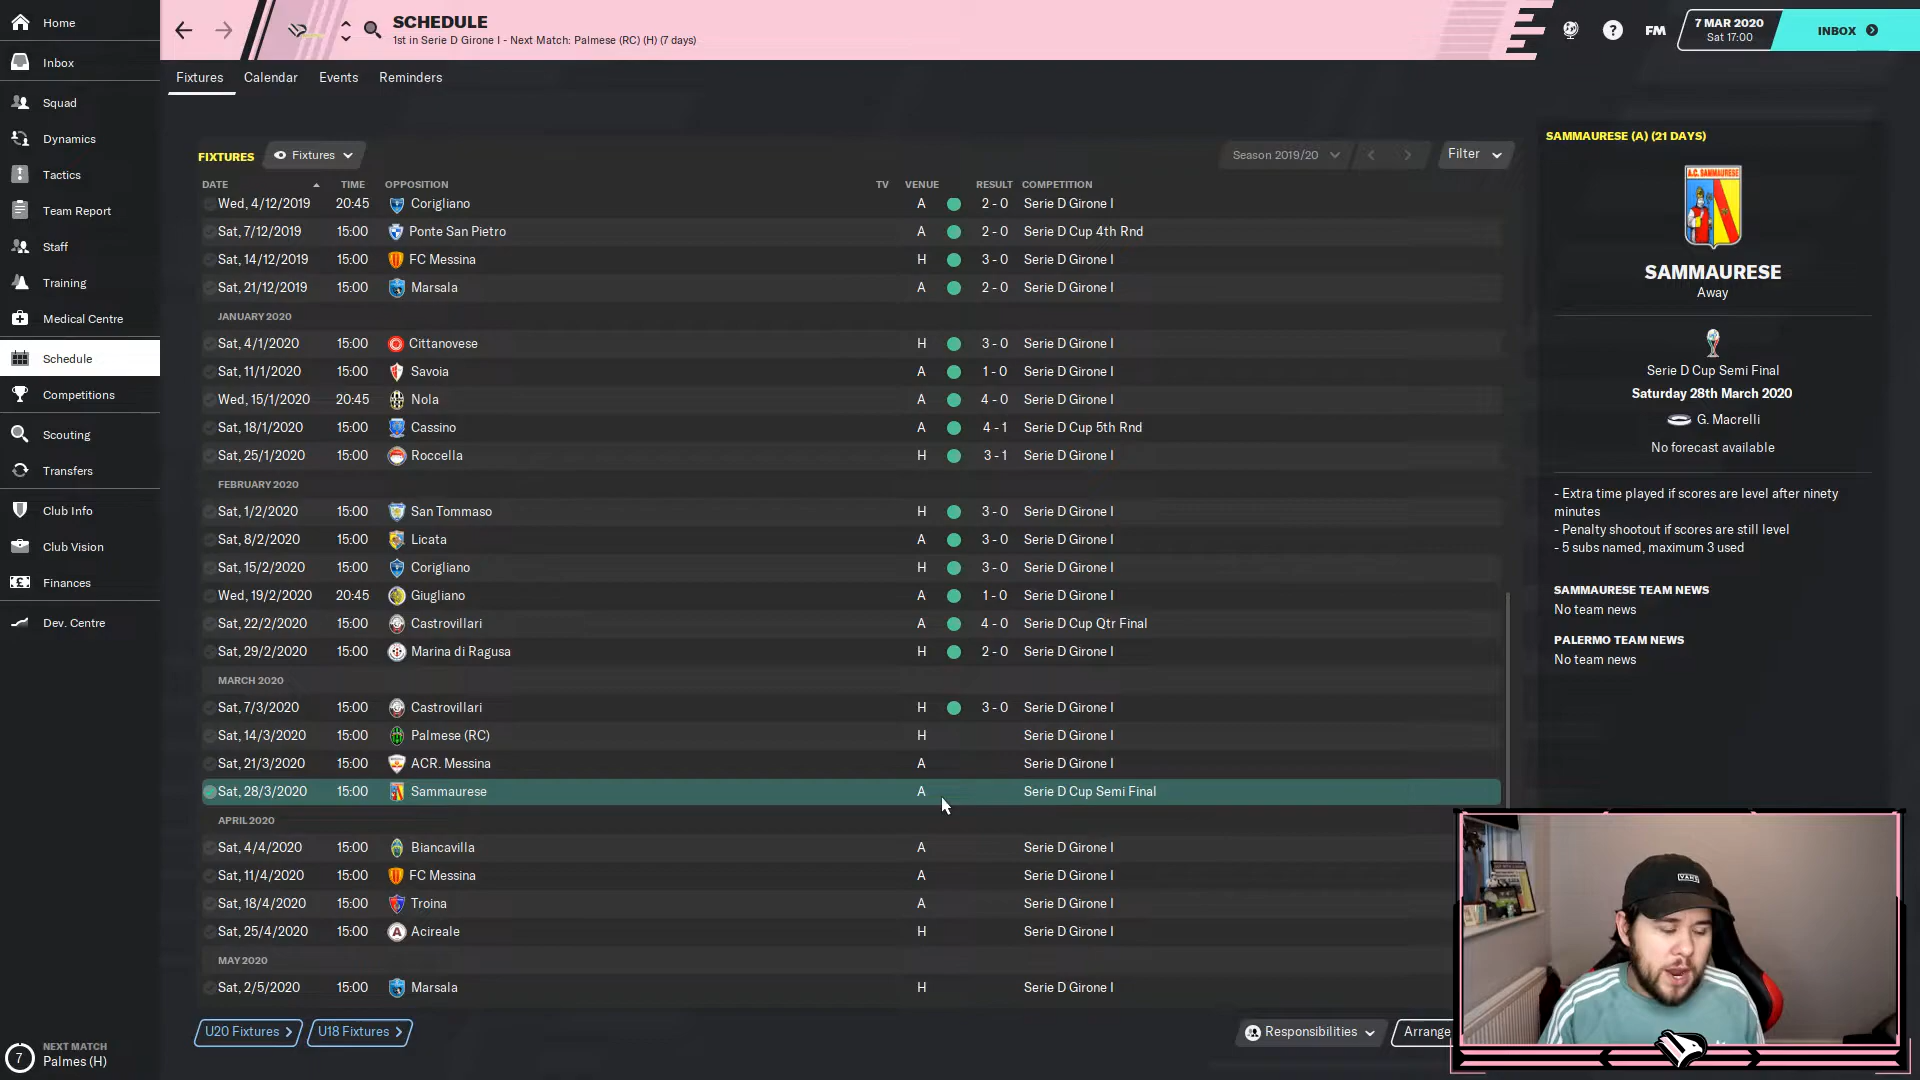 Home
Inbox
Squad
Dynamics
Tactics
Team Report
Staff
Training
Medical Centre
Schedule
Competitions
Scouting
Transfers
Club Info
Club Vision
Finances
Dev. Centre
7
NEXT MATCH
Palmes (H)
SCHEDULE
1st in Serie D Girone I - Next Match: Palmese (RC) (H) (7 days)
FM
7 MAR 2020
Sat 17:00
INBOX
Fixtures
Calendar
Events
Reminders
FIXTURES
Fixtures
Season 2019/20
Filter
DATE TIME OPPOSITION TV VENUE RESULT COMPETITION
Wed, 4/12/2019 20:45 Corigliano A 2 - 0 Serie D Girone I
Sat, 7/12/2019 15:00 Ponte San Pietro A 2 - 0 Serie D Cup 4th Rnd
Sat, 14/12/2019 15:00 FC Messina H 3 - 0 Serie D Girone I
Sat, 21/12/2019 15:00 Marsala A 2 - 0 Serie D Girone I
JANUARY 2020
Sat, 4/1/2020 15:00 Cittanovese H 3 - 0 Serie D Girone I
Sat, 11/1/2020 15:00 Savoia A 1 - 0 Serie D Girone I
Wed, 15/1/2020 20:45 Nola A 4 - 0 Serie D Girone I
Sat, 18/1/2020 15:00 Cassino A 4 - 1 Serie D Cup 5th Rnd
Sat, 25/1/2020 15:00 Roccella H 3 - 1 Serie D Girone I
FEBRUARY 2020
Sat, 1/2/2020 15:00 San Tommaso H 3 - 0 Serie D Girone I
Sat, 8/2/2020 15:00 Licata A 3 - 0 Serie D Girone I
Sat, 15/2/2020 15:00 Corigliano H 3 - 0 Serie D Girone I
Wed, 19/2/2020 20:45 Giugliano A 1 - 0 Serie D Girone I
Sat, 22/2/2020 15:00 Castrovillari A 4 - 0 Serie D Cup Qtr Final
Sat, 29/2/2020 15:00 Marina di Ragusa H 2 - 0 Serie D Girone I
MARCH 2020
Sat, 7/3/2020 15:00 Castrovillari H 3 - 0 Serie D Girone I
Sat, 14/3/2020 15:00 Palmese (RC) H Serie D Girone I
Sat, 21/3/2020 15:00 ACR. Messina A Serie D Girone I
Sat, 28/3/2020 15:00 Sammaurese A Serie D Cup Semi Final
APRIL 2020
Sat, 4/4/2020 15:00 Biancavilla A Serie D Girone I
Sat, 11/4/2020 15:00 FC Messina A Serie D Girone I
Sat, 18/4/2020 15:00 Troina A Serie D Girone I
Sat, 25/4/2020 15:00 Acireale H Serie D Girone I
MAY 2020
Sat, 2/5/2020 15:00 Marsala H Serie D Girone I
U20 Fixtures
U18 Fixtures
Responsibilities
Arrange
SAMMAURESE (A) (21 DAYS)
A.C. SAMMAURESE
SAMMAURESE
Away
Serie D Cup Semi Final
Saturday 28th March 2020
G. Macrelli
No forecast available
- Extra time played if scores are level after ninety
minutes
- Penalty shootout if scores are still level
- 5 subs named, maximum 3 used
SAMMAURESE TEAM NEWS
No team news
PALERMO TEAM NEWS
No team news
VANS